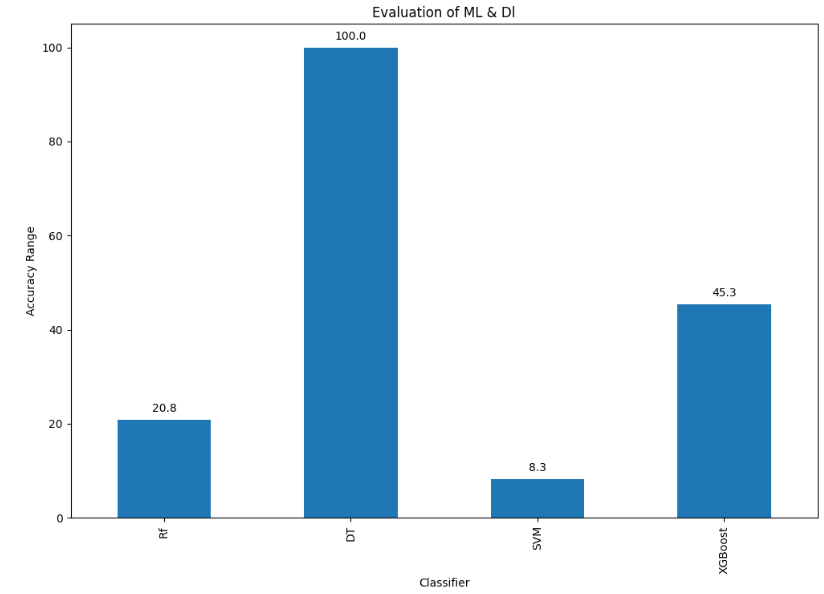 Evaluation of ML & Dl
100.0
100
80
60
45.3
40
20.8
20
8.3
0
Rf
DT
SVM
XGBoost
Accuracy Range
Classifier